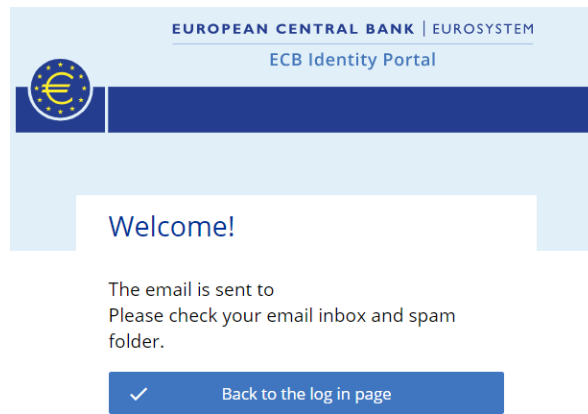 EUROPEAN CENTRAL BANK | EUROSYSTEM
ECB Identity Portal
€
Welcome!
The email is sent to
Please check your email inbox and spam
folder.
Back to the log in page